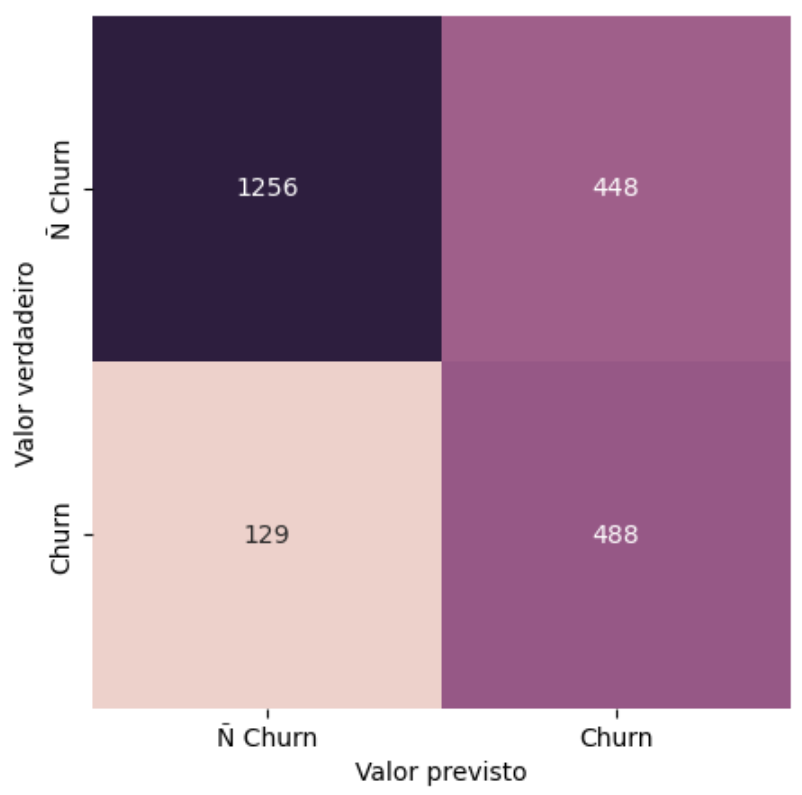 Ñ Churn
1256
448
Valor verdadeiro
Churn
129
488
Ñ Churn
Churn
Valor previsto